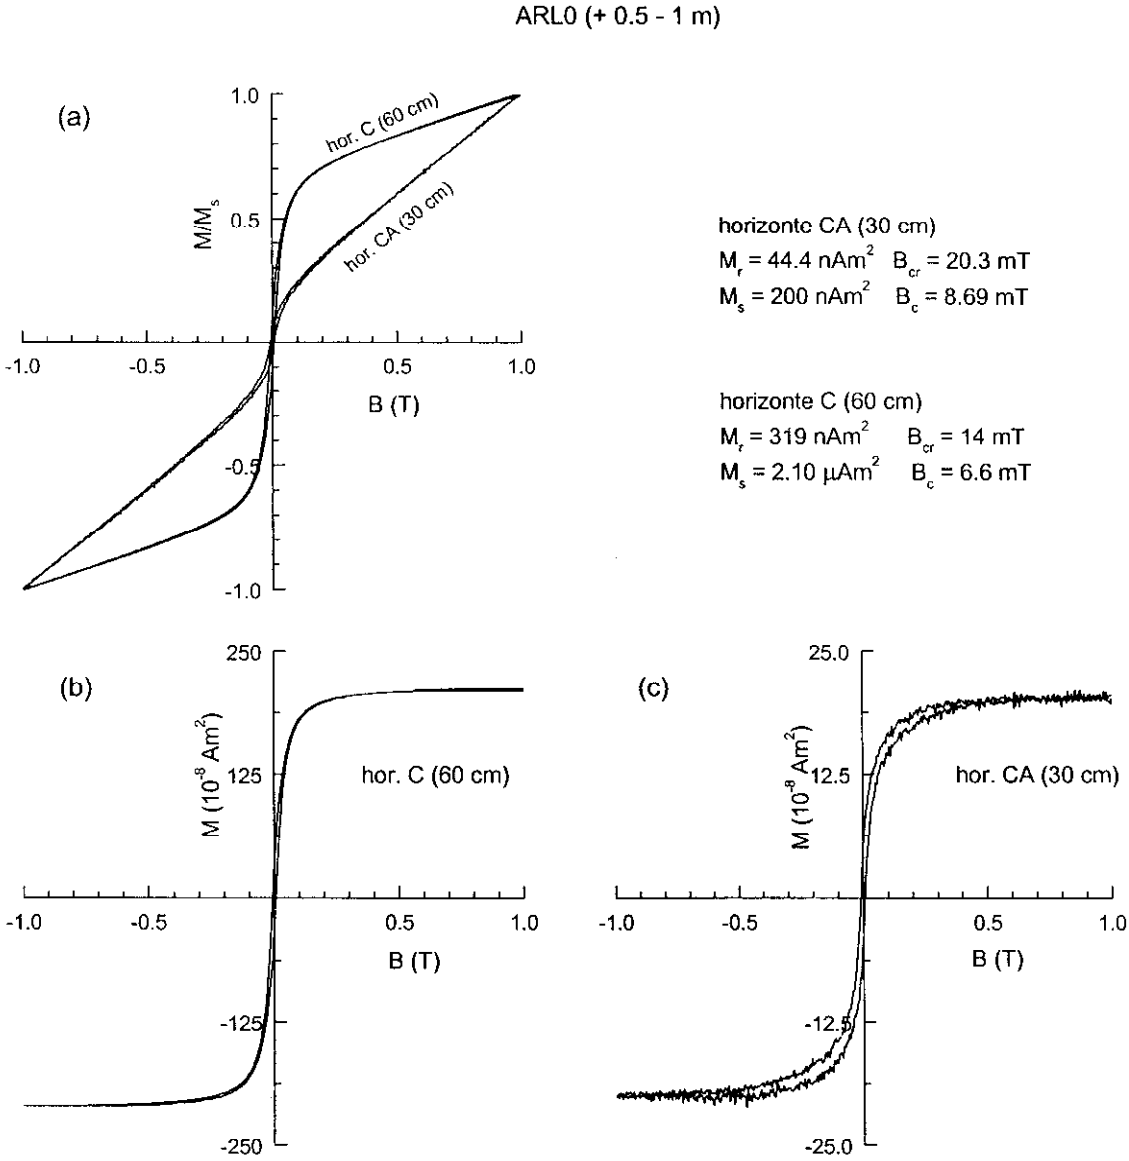 ARL0 (+ 0.5 - 1 m)
(a)
1.0
hor. C (60 cm)
M/Ms
0.5
hor. CA (30 cm)
-1.0
-0.5
0.5
1.0
B (T)
-0.5
-1.0
horizonte CA (30 cm)
Mr = 44.4 nAm² Bcr = 20.3 mT
Ms = 200 nAm² Bc = 8.69 mT
horizonte C (60 cm)
Mr = 319 nAm² Bcr = 14 mT
Ms = 2.10 µAm² Bc = 6.6 mT
(b)
250
M (10⁻⁸ Am²)
125
hor. C (60 cm)
-1.0
-0.5
0.5
1.0
B (T)
-125
-250
(c)
25.0
M (10⁻⁸ Am²)
12.5
hor. CA (30 cm)
-1.0
-0.5
0.5
1.0
B (T)
-12.5
-25.0